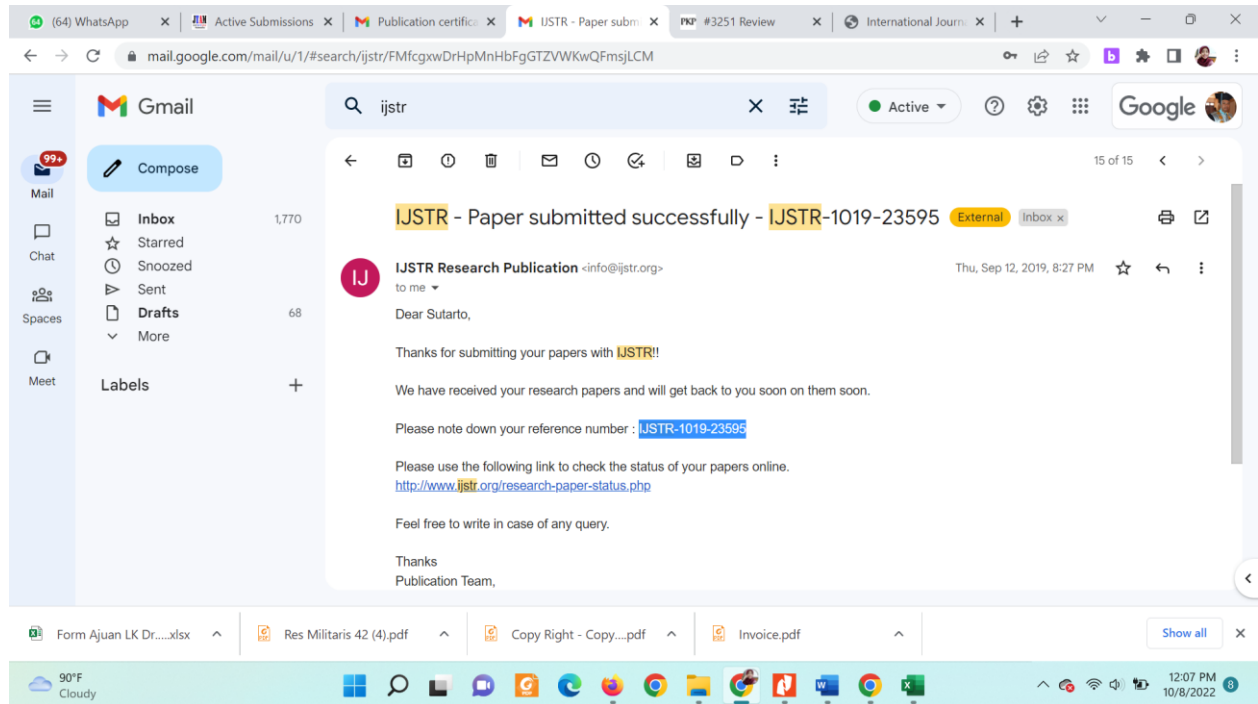 (64) WhatsApp
Active Submissions
Publication certifica
IJSTR - Paper subm
PKP #3251 Review
International Journ
mail.google.com/mail/u/1/#search/ijstr/FMfcgxwDrHpMnHbFgGTZVWKwQFmsjLCM
Gmail
ijstr
Active
Google
99+
Mail
Chat
Spaces
Meet
Compose
Inbox 1,770
Starred
Snoozed
Sent
Drafts 68
More
Labels
15 of 15
IJSTR - Paper submitted successfully - IJSTR-1019-23595 External Inbox x
IJ
IJSTR Research Publication <info@ijstr.org> Thu, Sep 12, 2019, 8:27 PM
to me
Dear Sutarto,
Thanks for submitting your papers with IJSTR!!
We have received your research papers and will get back to you soon on them soon.
Please note down your reference number : IJSTR-1019-23595
Please use the following link to check the status of your papers online.
http://www.ijstr.org/research-paper-status.php
Feel free to write in case of any query.
Thanks
Publication Team,
Form Ajuan LK Dr.....xlsx
Res Militaris 42 (4).pdf
Copy Right - Copy....pdf
Invoice.pdf
Show all
90°F
Cloudy
12:07 PM
10/8/2022
8